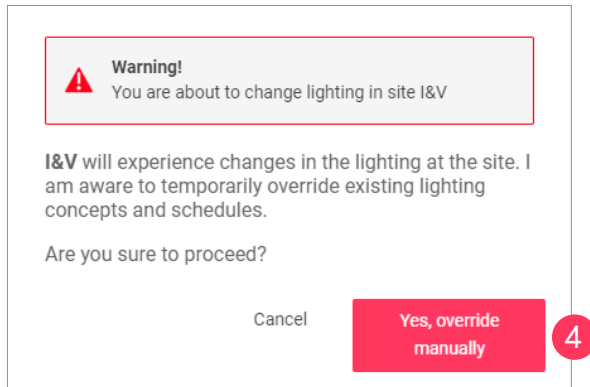 Warning!
You are about to change lighting in site I&V
I&V will experience changes in the lighting at the site. I
am aware to temporarily override existing lighting
concepts and schedules.
Are you sure to proceed?
Cancel
Yes, override
manually
4